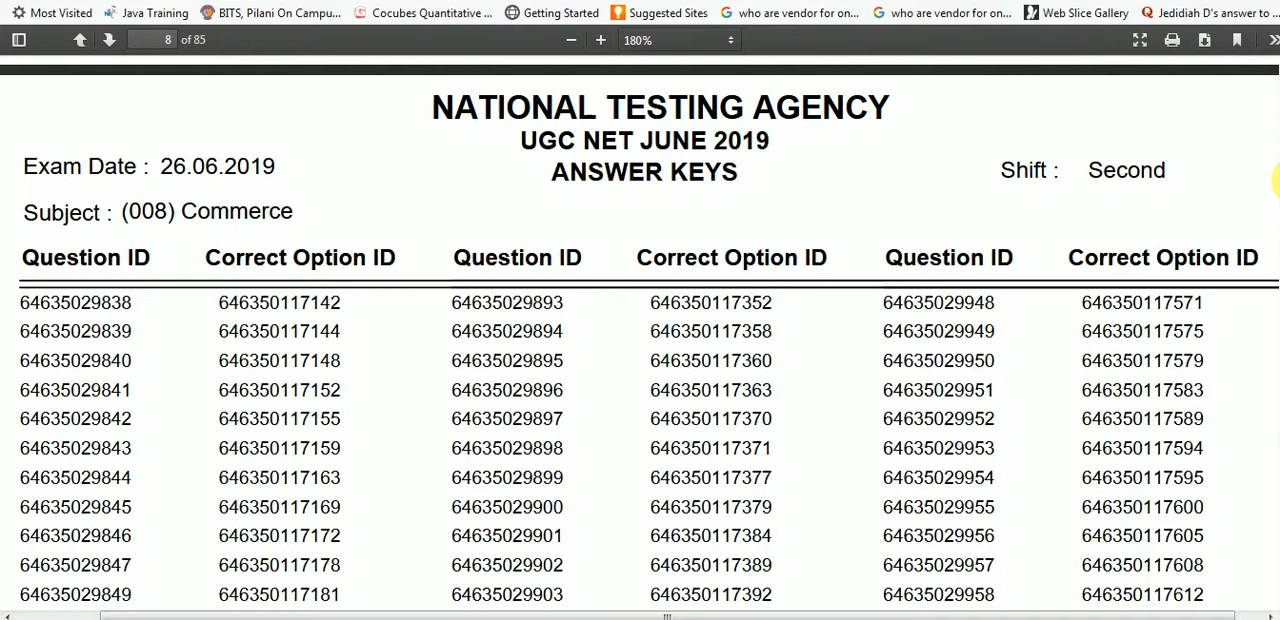 Most Visited Java Training BITS, Pilani On Campu... Cocubes Quantitative ... Getting Started Suggested Sites who are vendor for on... who are vendor for on... Web Slice Gallery Jedidiah D's answer to ...
8 of 85 180%
NATIONAL TESTING AGENCY
UGC NET JUNE 2019
Exam Date : 26.06.2019 ANSWER KEYS Shift : Second
Subject : (008) Commerce
Question ID Correct Option ID Question ID Correct Option ID Question ID Correct Option ID
64635029838 646350117142 64635029893 646350117352 64635029948 646350117571
64635029839 646350117144 64635029894 646350117358 64635029949 646350117575
64635029840 646350117148 64635029895 646350117360 64635029950 646350117579
64635029841 646350117152 64635029896 646350117363 64635029951 646350117583
64635029842 646350117155 64635029897 646350117370 64635029952 646350117589
64635029843 646350117159 64635029898 646350117371 64635029953 646350117594
64635029844 646350117163 64635029899 646350117377 64635029954 646350117595
64635029845 646350117169 64635029900 646350117379 64635029955 646350117600
64635029846 646350117172 64635029901 646350117384 64635029956 646350117605
64635029847 646350117178 64635029902 646350117389 64635029957 646350117608
64635029849 646350117181 64635029903 646350117392 64635029958 646350117612